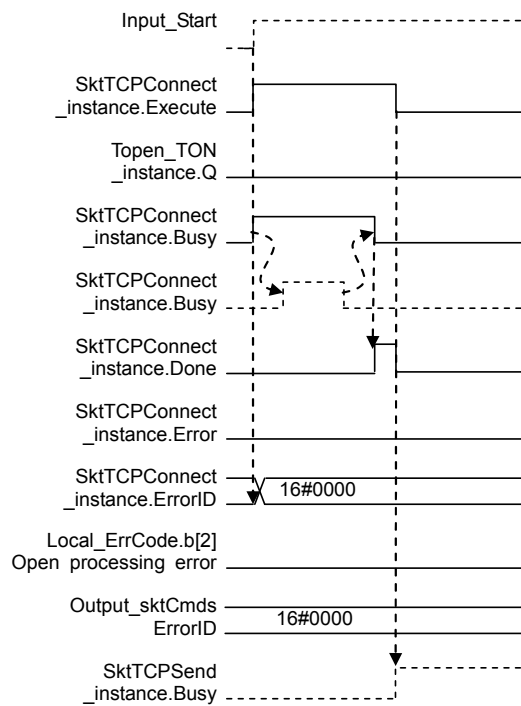 Input_Start
SktTCPConnect
_instance.Execute
Topen_TON
_instance.Q
SktTCPConnect
_instance.Busy
SktTCPConnect
_instance.Busy
SktTCPConnect
_instance.Done
SktTCPConnect
_instance.Error
SktTCPConnect
_instance.ErrorID
16#0000
Local_ErrCode.b[2]
Open processing error
Output_sktCmds
ErrorID
16#0000
SktTCPSend
_instance.Busy